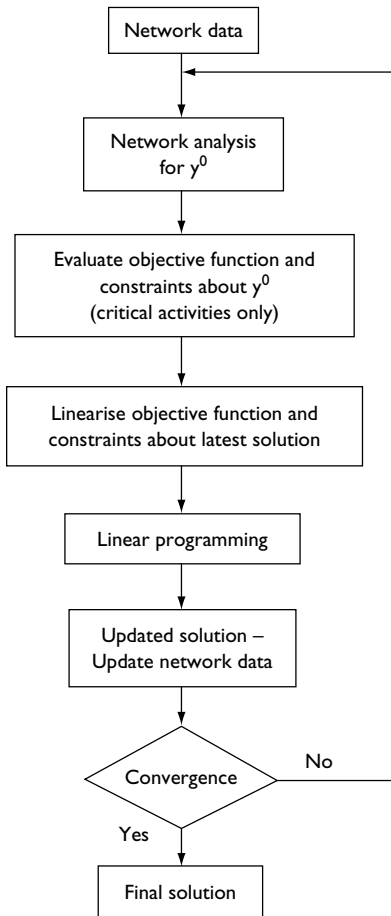 Network data
Network analysis
for y⁰
Evaluate objective function and
constraints about y⁰
(critical activities only)
Linearise objective function and
constraints about latest solution
Linear programming
Updated solution –
Update network data
Convergence
No
Yes
Final solution